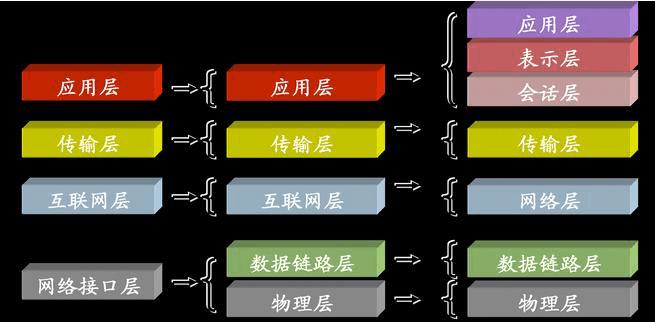 应用层
表示层
会话层
应用层
应用层
传输层
传输层
传输层
互联网层
互联网层
网络层
网络接口层
数据链路层
数据链路层
物理层
物理层